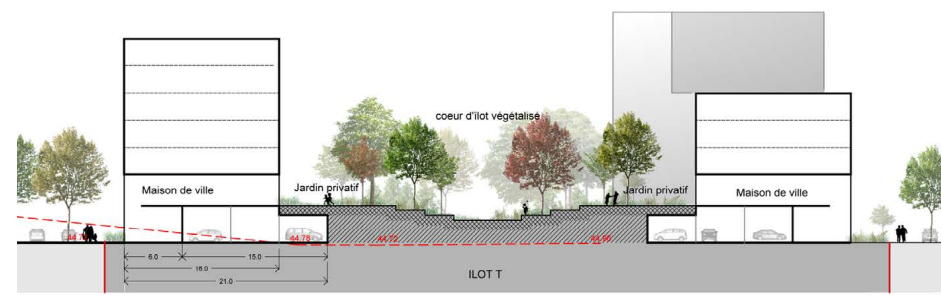 coeur d'îlot végétalisé
Maison de ville
Jardin privatif
Jardin privatif
Maison de ville
44.78
44.72
6.0
15.0
16.0
21.0
ILOT T